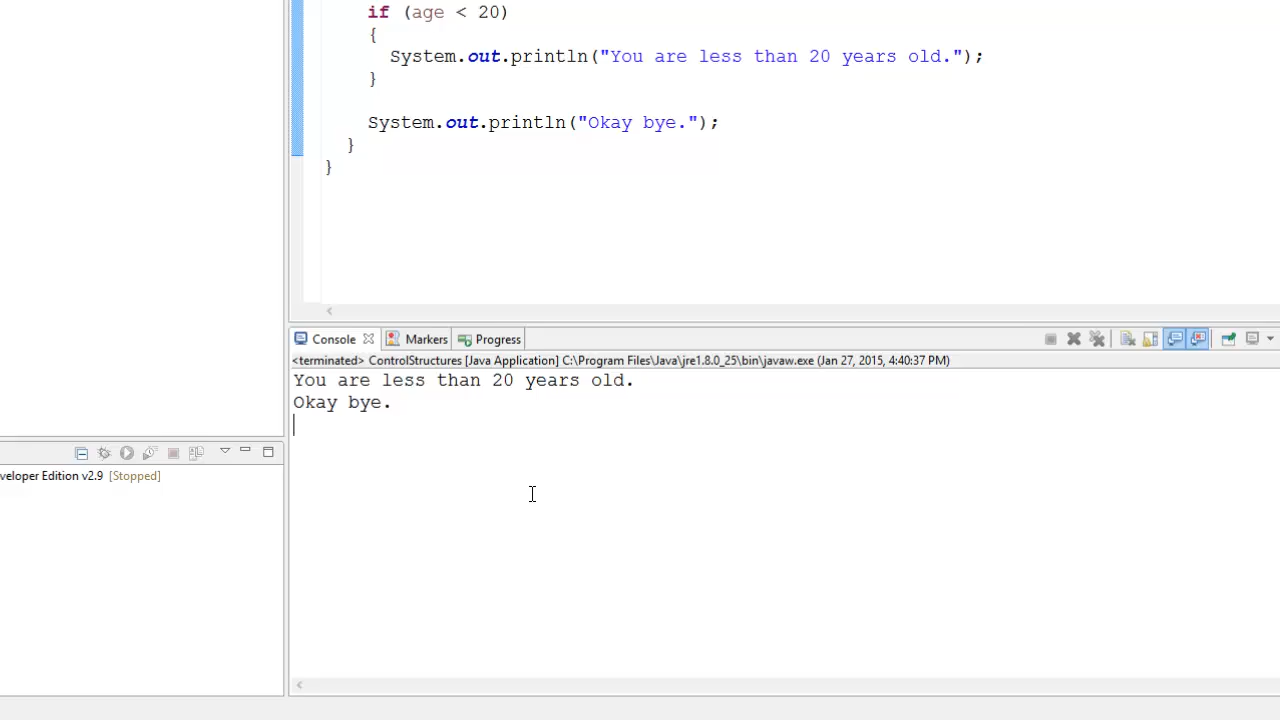 if (age < 20)
{
System.out.println("You are less than 20 years old.");
}
System.out.println("Okay bye.");
}
}
Console Markers Progress
<terminated> ControlStructures [Java Application] C:\Program Files\Java\jre1.8.0_25\bin\javaw.exe (Jan 27, 2015, 4:40:37 PM)
You are less than 20 years old.
Okay bye.
veloper Edition v2.9 [Stopped]